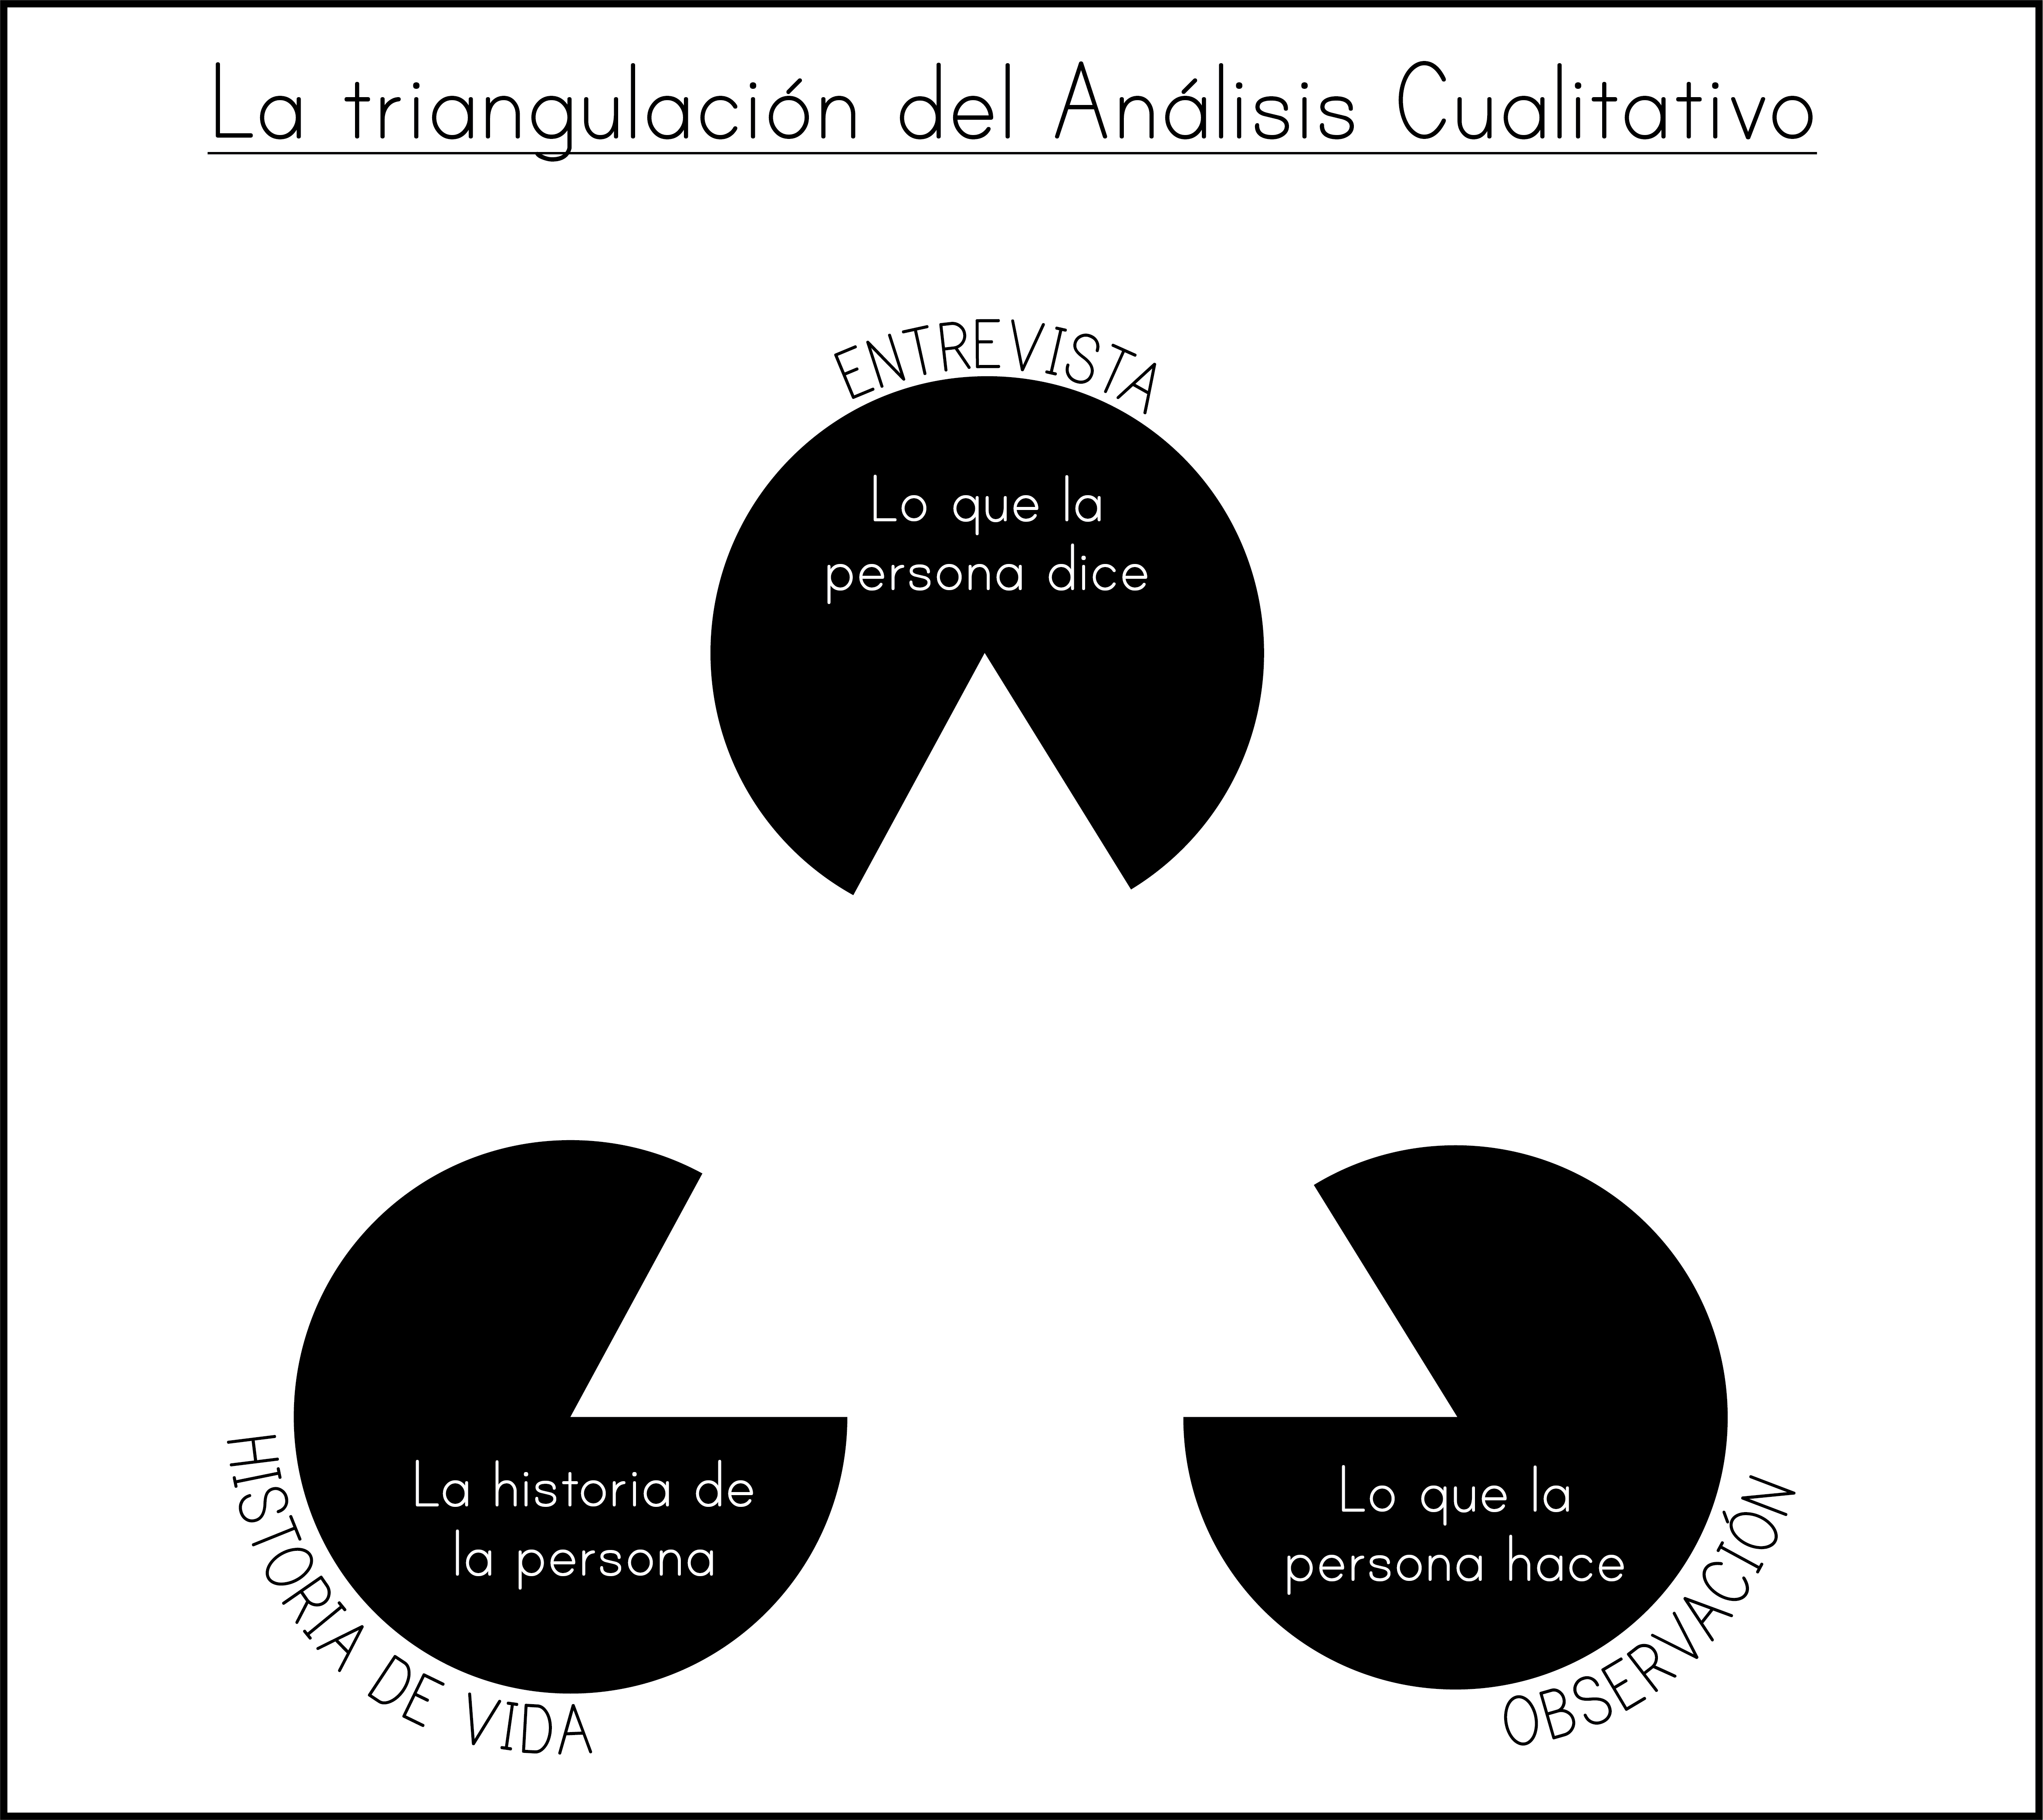 La triangulación del Análisis Cualitativo
ENTREVISTA
Lo que la
persona dice
La historia de
la persona
HISTORIA DE VIDA
Lo que la
persona hace
OBSERVACIÓN